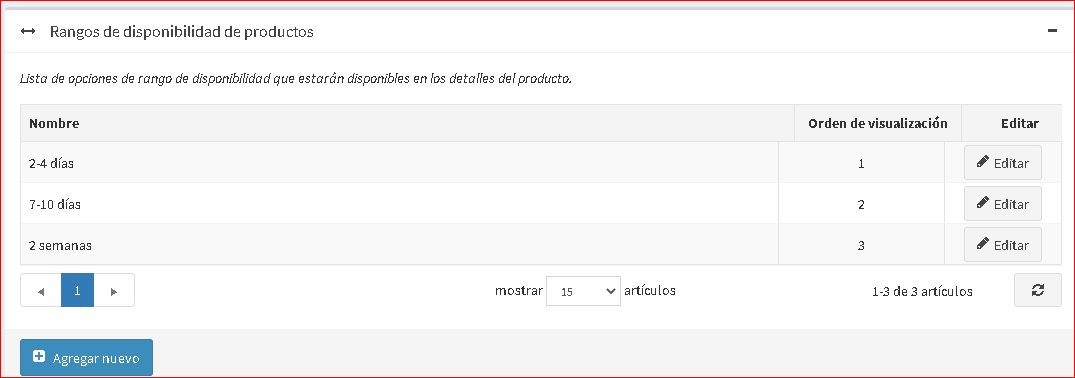 Rangos de disponibilidad de productos
Lista de opciones de rango de disponibilidad que estarán disponibles en los detalles del producto.
Nombre Orden de visualización Editar
2-4 días 1 Editar
7-10 días 2 Editar
2 semanas 3 Editar
1 mostrar 15 artículos 1-3 de 3 artículos
Agregar nuevo